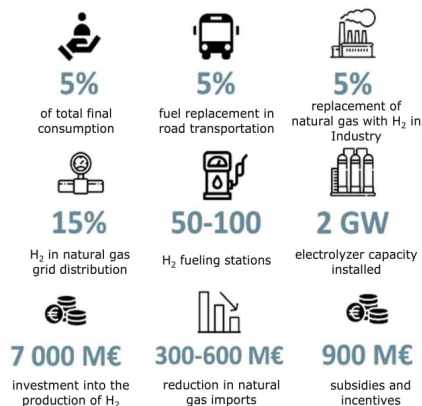 5%
of total final
consumption
5%
fuel replacement in
road transportation
5%
replacement of
natural gas with H₂ in
Industry
15%
H₂ in natural gas
grid distribution
50-100
H₂ fueling stations
2 GW
electrolyzer capacity
installed
7 000 M€
investment into the
production of H₂
300-600 M€
reduction in natural
gas imports
900 M€
subsidies and
incentives